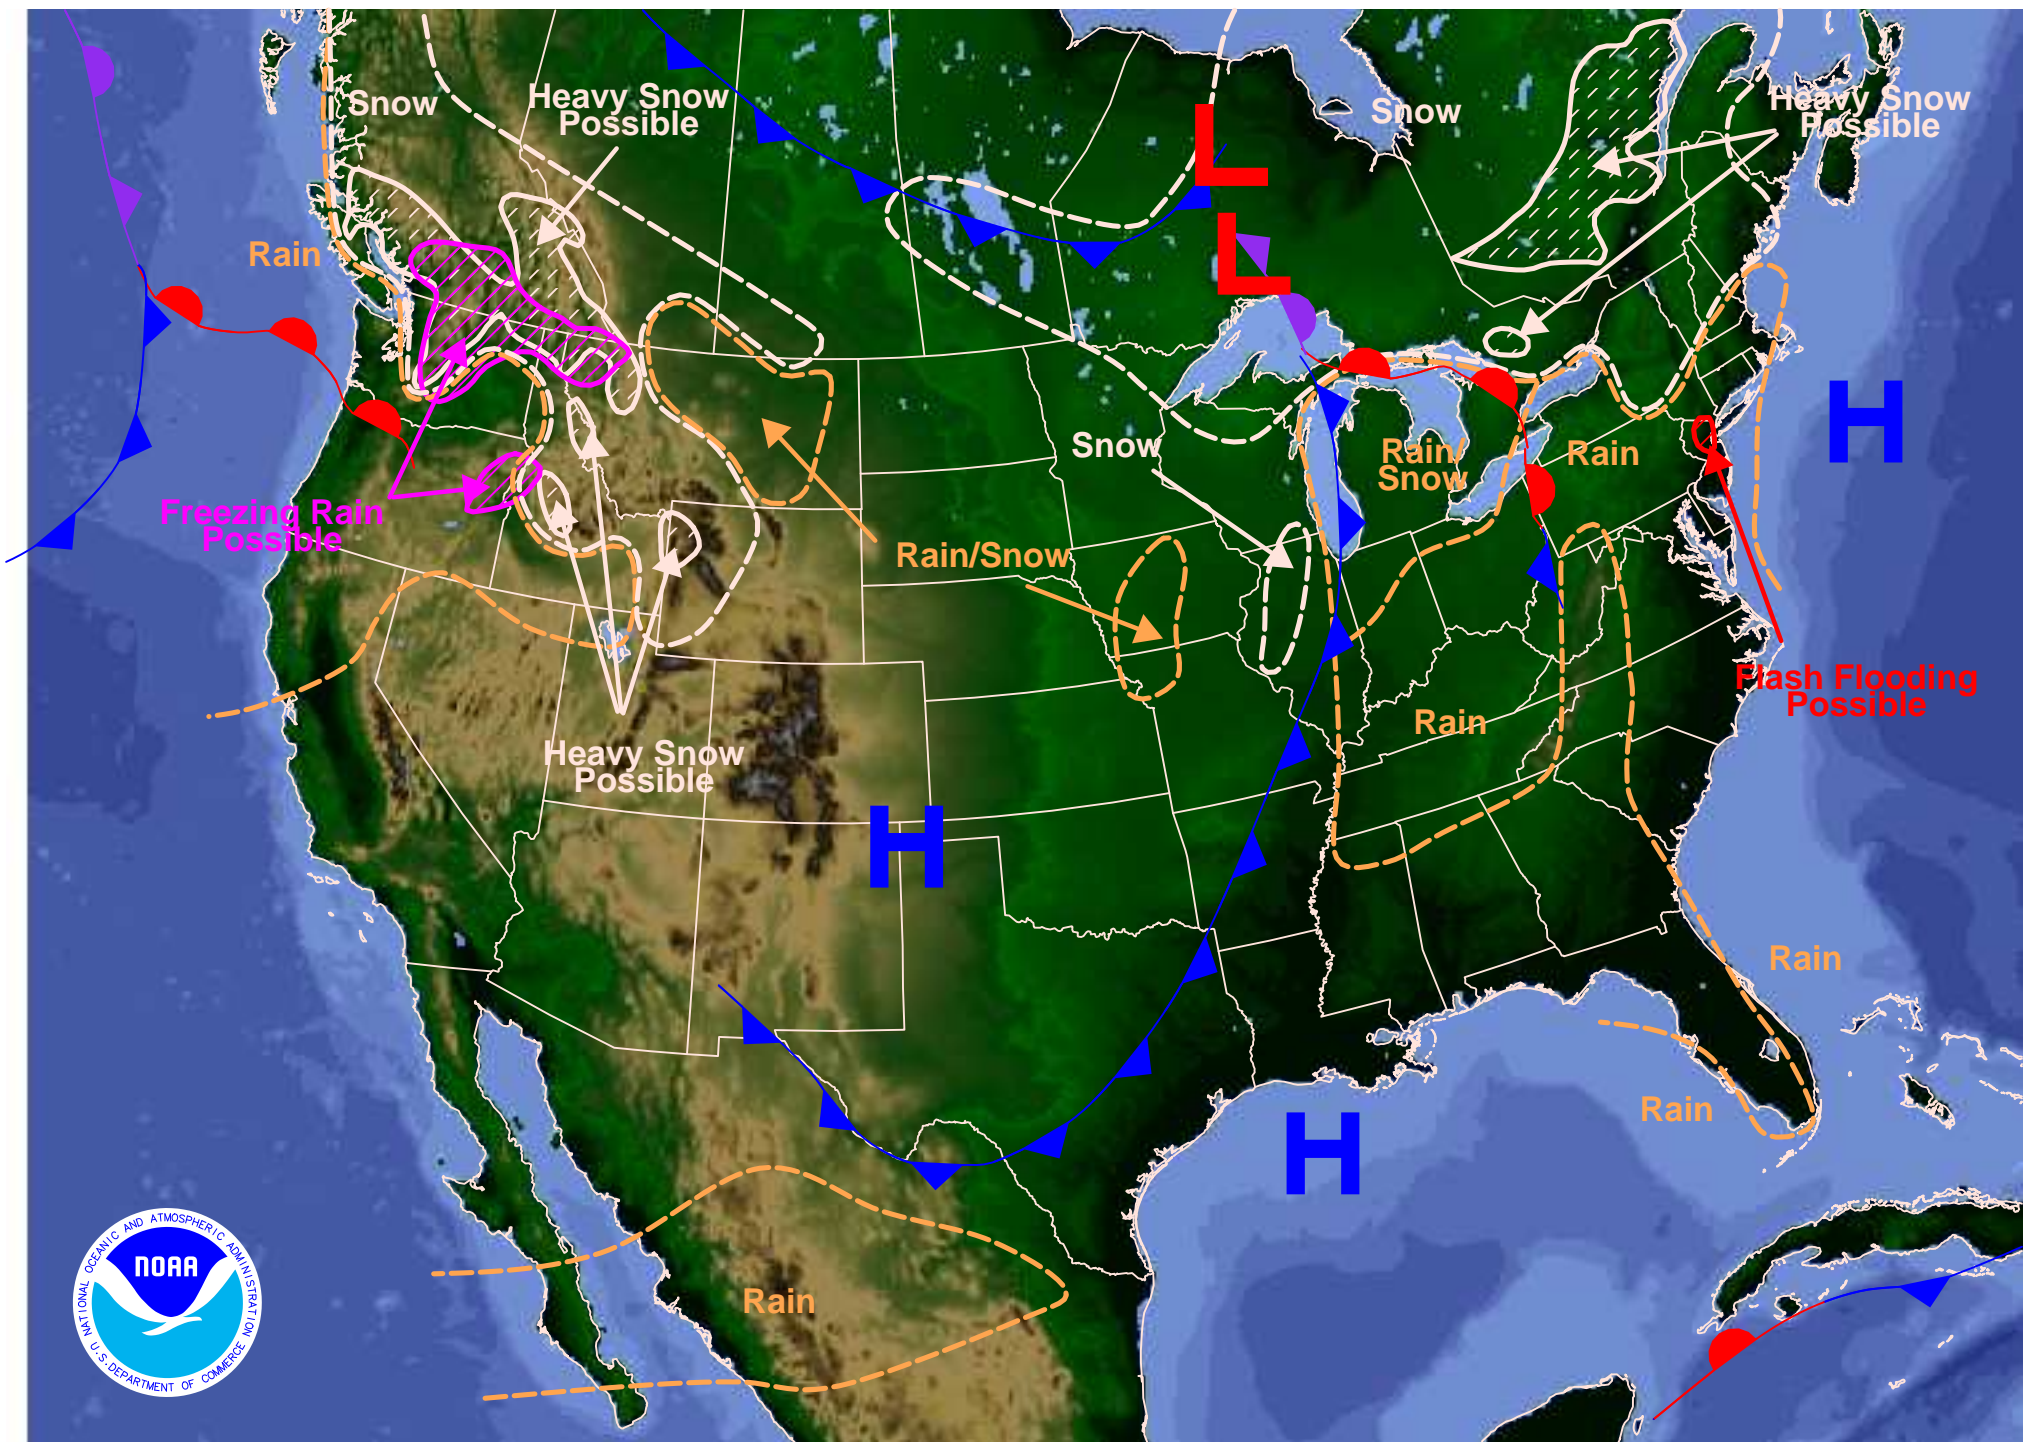 Snow
Heavy Snow
Possible
L
Snow
Heavy Snow
Possible
L
Rain
H
Snow
Rain/
Snow
Rain
Freezing Rain
Possible
Rain/Snow
Flash Flooding
Possible
Rain
Heavy Snow
Possible
H
Rain
Rain
H
Rain
NATIONAL OCEANIC AND ATMOSPHERIC ADMINISTRATION
NOAA
U.S. DEPARTMENT OF COMMERCE